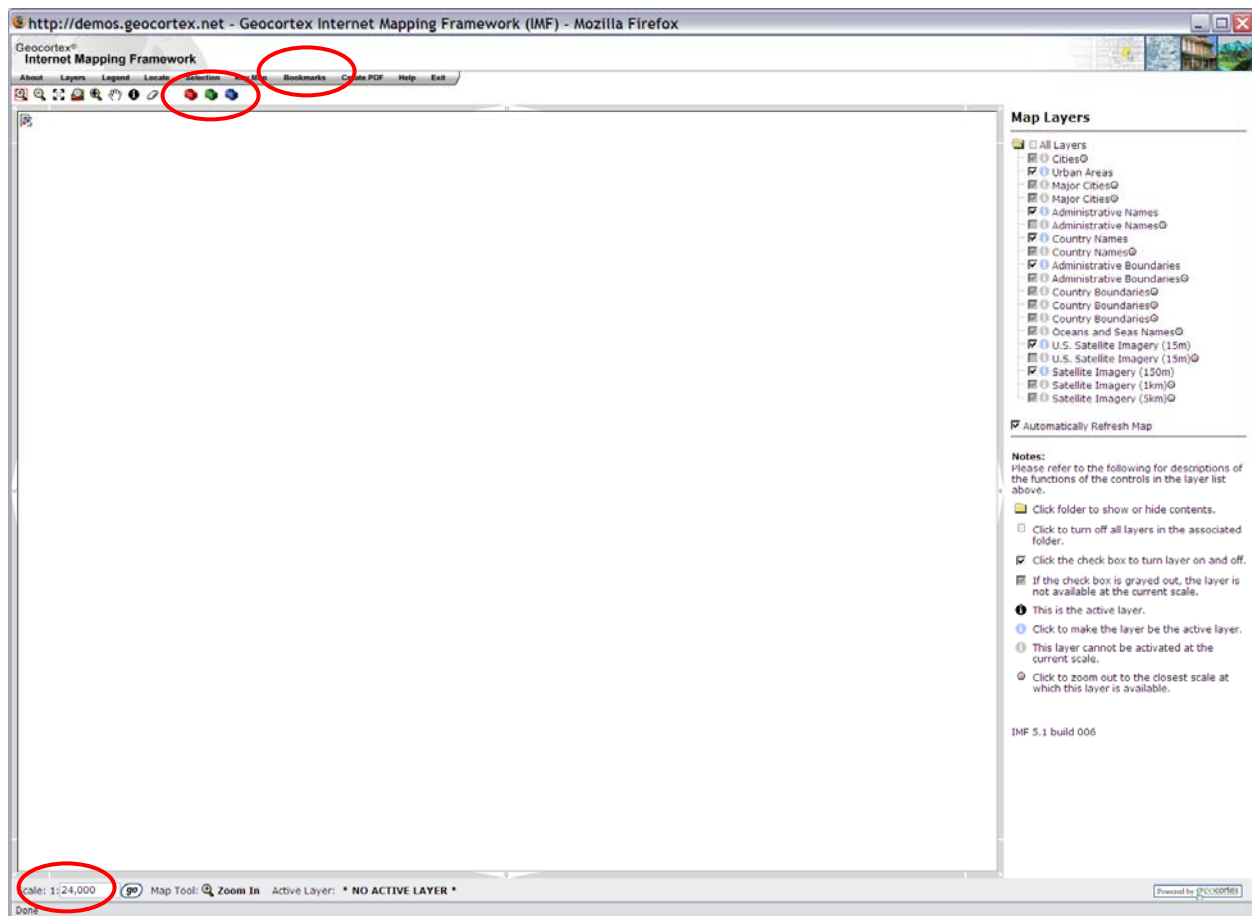 http://demos.geocortex.net - Geocortex Internet Mapping Framework (IMF) - Mozilla Firefox
Geocortex®
Internet Mapping Framework
About Layers Legend Locate Selection Map Bookmarks Create PDF Help Exit
Map Layers
All Layers
Cities
Urban Areas
Major Cities
Major Cities
Administrative Names
Administrative Names
Country Names
Country Names
Administrative Boundaries
Administrative Boundaries
Country Boundaries
Country Boundaries
Country Boundaries
Oceans and Seas Names
U.S. Satellite Imagery (15m)
U.S. Satellite Imagery (15m)
Satellite Imagery (150m)
Satellite Imagery (1km)
Satellite Imagery (5km)
Automatically Refresh Map
Notes:
Please refer to the following for descriptions of
the functions of the controls in the layer list
above.
Click folder to show or hide contents.
Click to turn off all layers in the associated
folder.
Click the check box to turn layer on and off.
If the check box is grayed out, the layer is
not available at the current scale.
This is the active layer.
Click to make the layer be the active layer.
This layer cannot be activated at the
current scale.
Click to zoom out to the closest scale at
which this layer is available.
IMF 5.1 build 006
Scale: 1: 24,000 go Map Tool: Zoom In Active Layer: * NO ACTIVE LAYER *
Powered by geocortex
Done